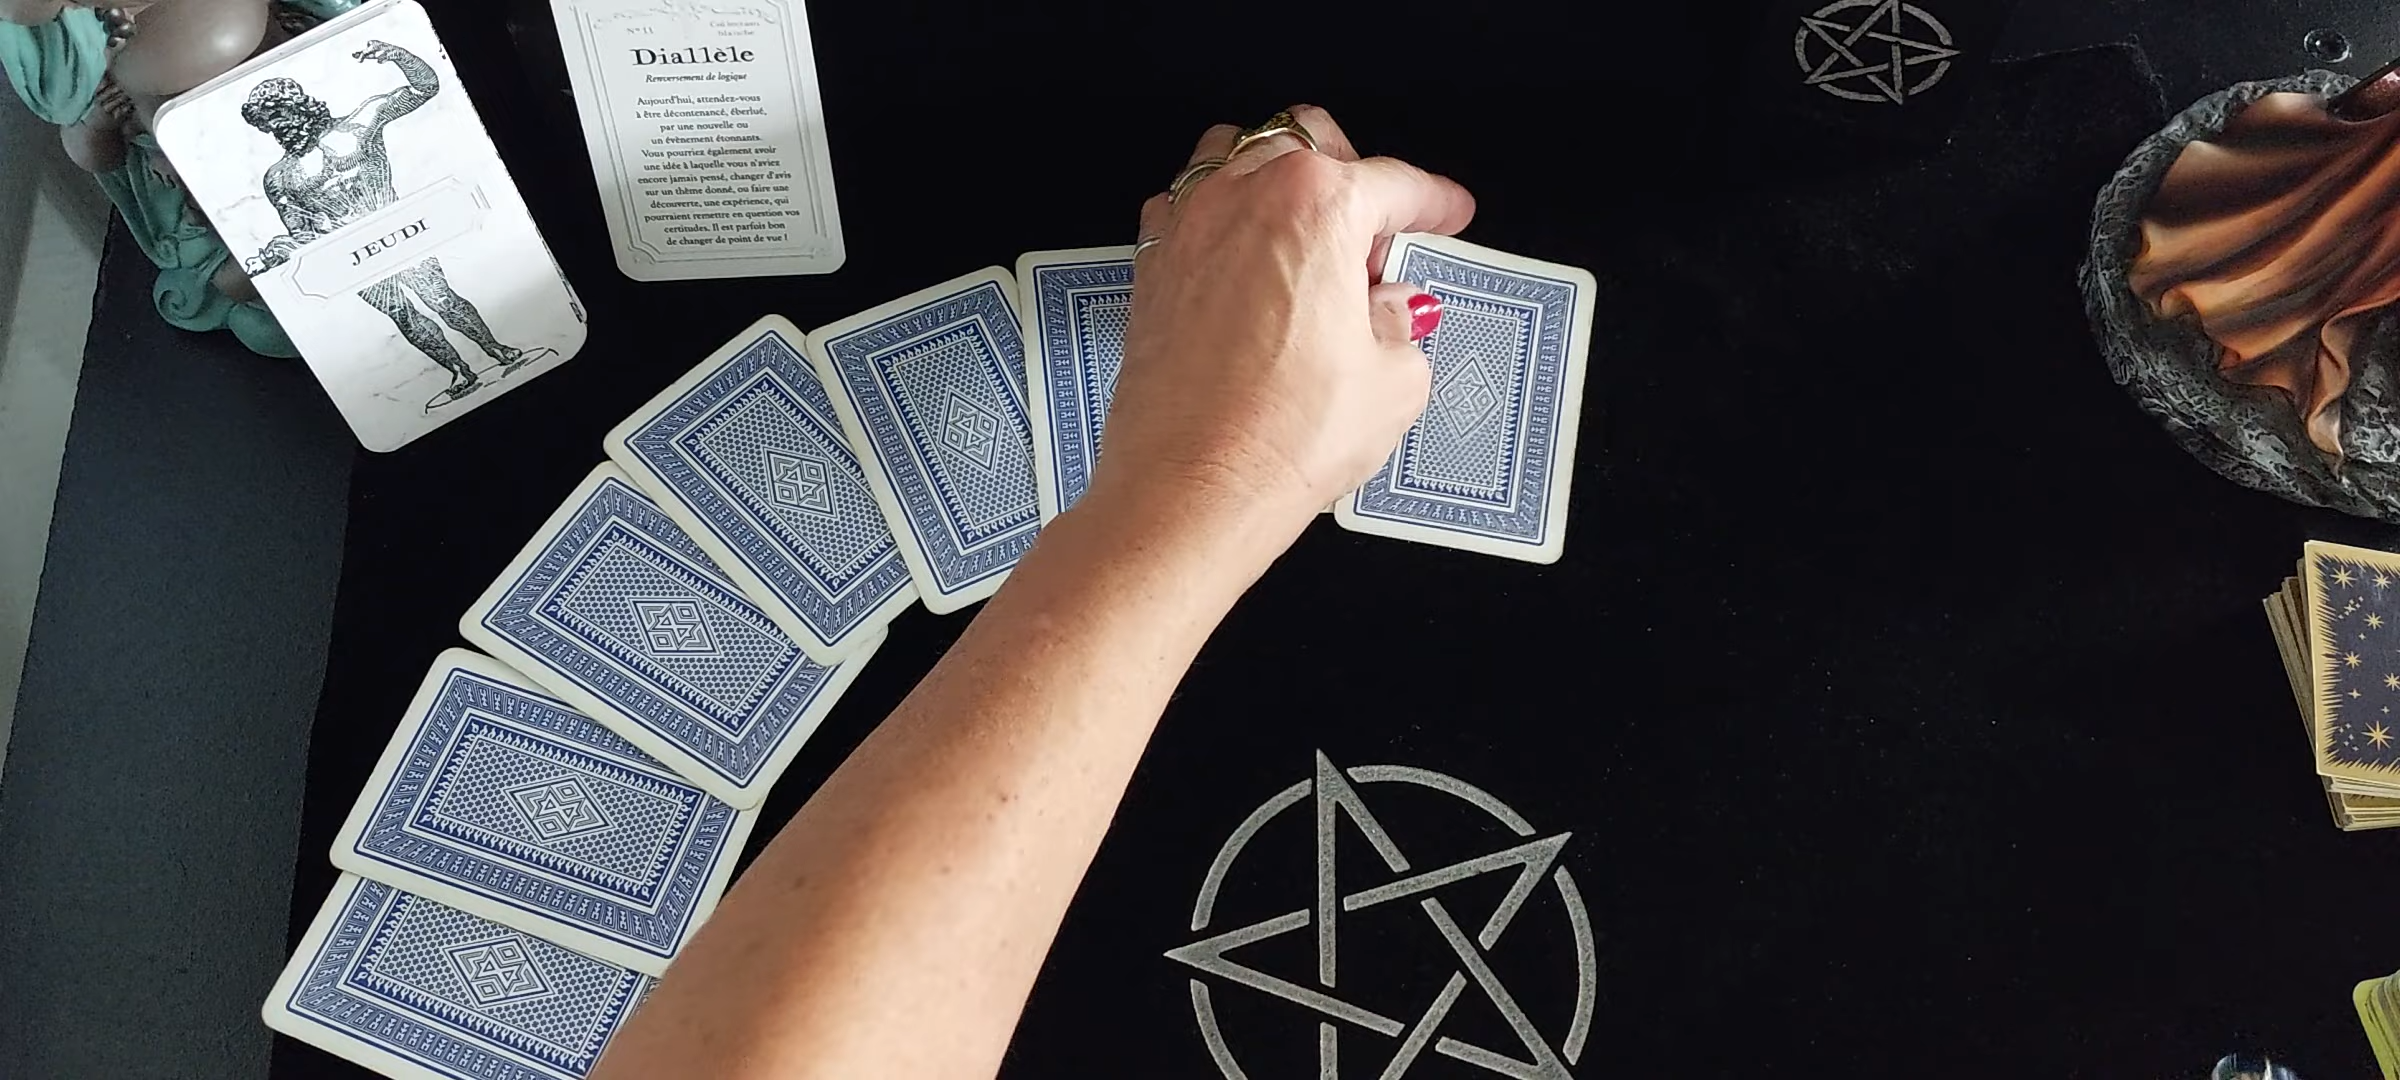 JEUDI
N° 11
Diallèle
Renversement de logique
Aujourd'hui, attendez-vous
à être décontenancé, éberlué,
par une nouvelle ou
un évènement étonnants.
Vous pourriez également avoir
une idée à laquelle vous n'aviez
encore jamais pensé, changer d'avis
sur un thème donné, ou faire une
découverte, une expérience, qui
pourraient remettre en question vos
certitudes. Il est parfois bon
de changer de point de vue !